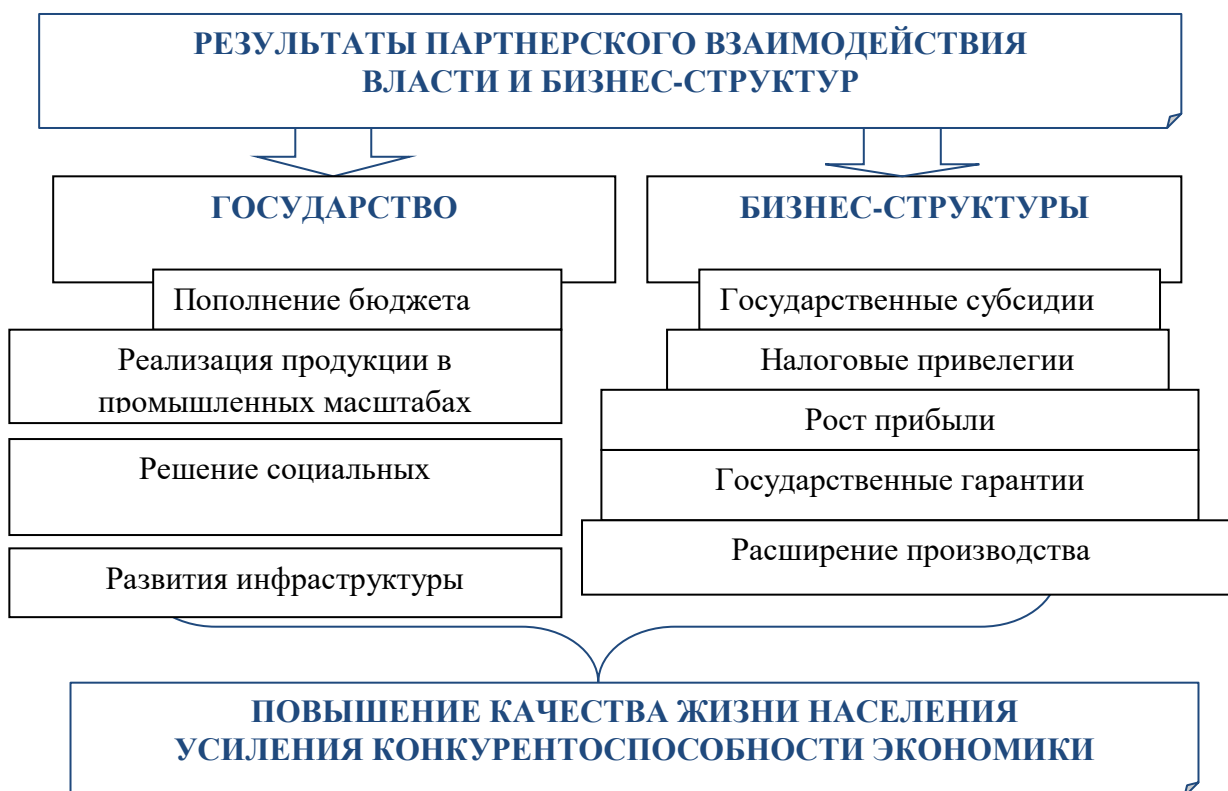 РЕЗУЛЬТАТЫ ПАРТНЕРСКОГО ВЗАИМОДЕЙСТВИЯ
ВЛАСТИ И БИЗНЕС-СТРУКТУР
ГОСУДАРСТВО
Пополнение бюджета
Реализация продукции в
промышленных масштабах
Решение социальных
Развития инфраструктуры
БИЗНЕС-СТРУКТУРЫ
Государственные субсидии
Налоговые привелегии
Рост прибыли
Государственные гарантии
Расширение производства
ПОВЫШЕНИЕ КАЧЕСТВА ЖИЗНИ НАСЕЛЕНИЯ
УСИЛЕНИЯ КОНКУРЕНТОСПОСОБНОСТИ ЭКОНОМИКИ